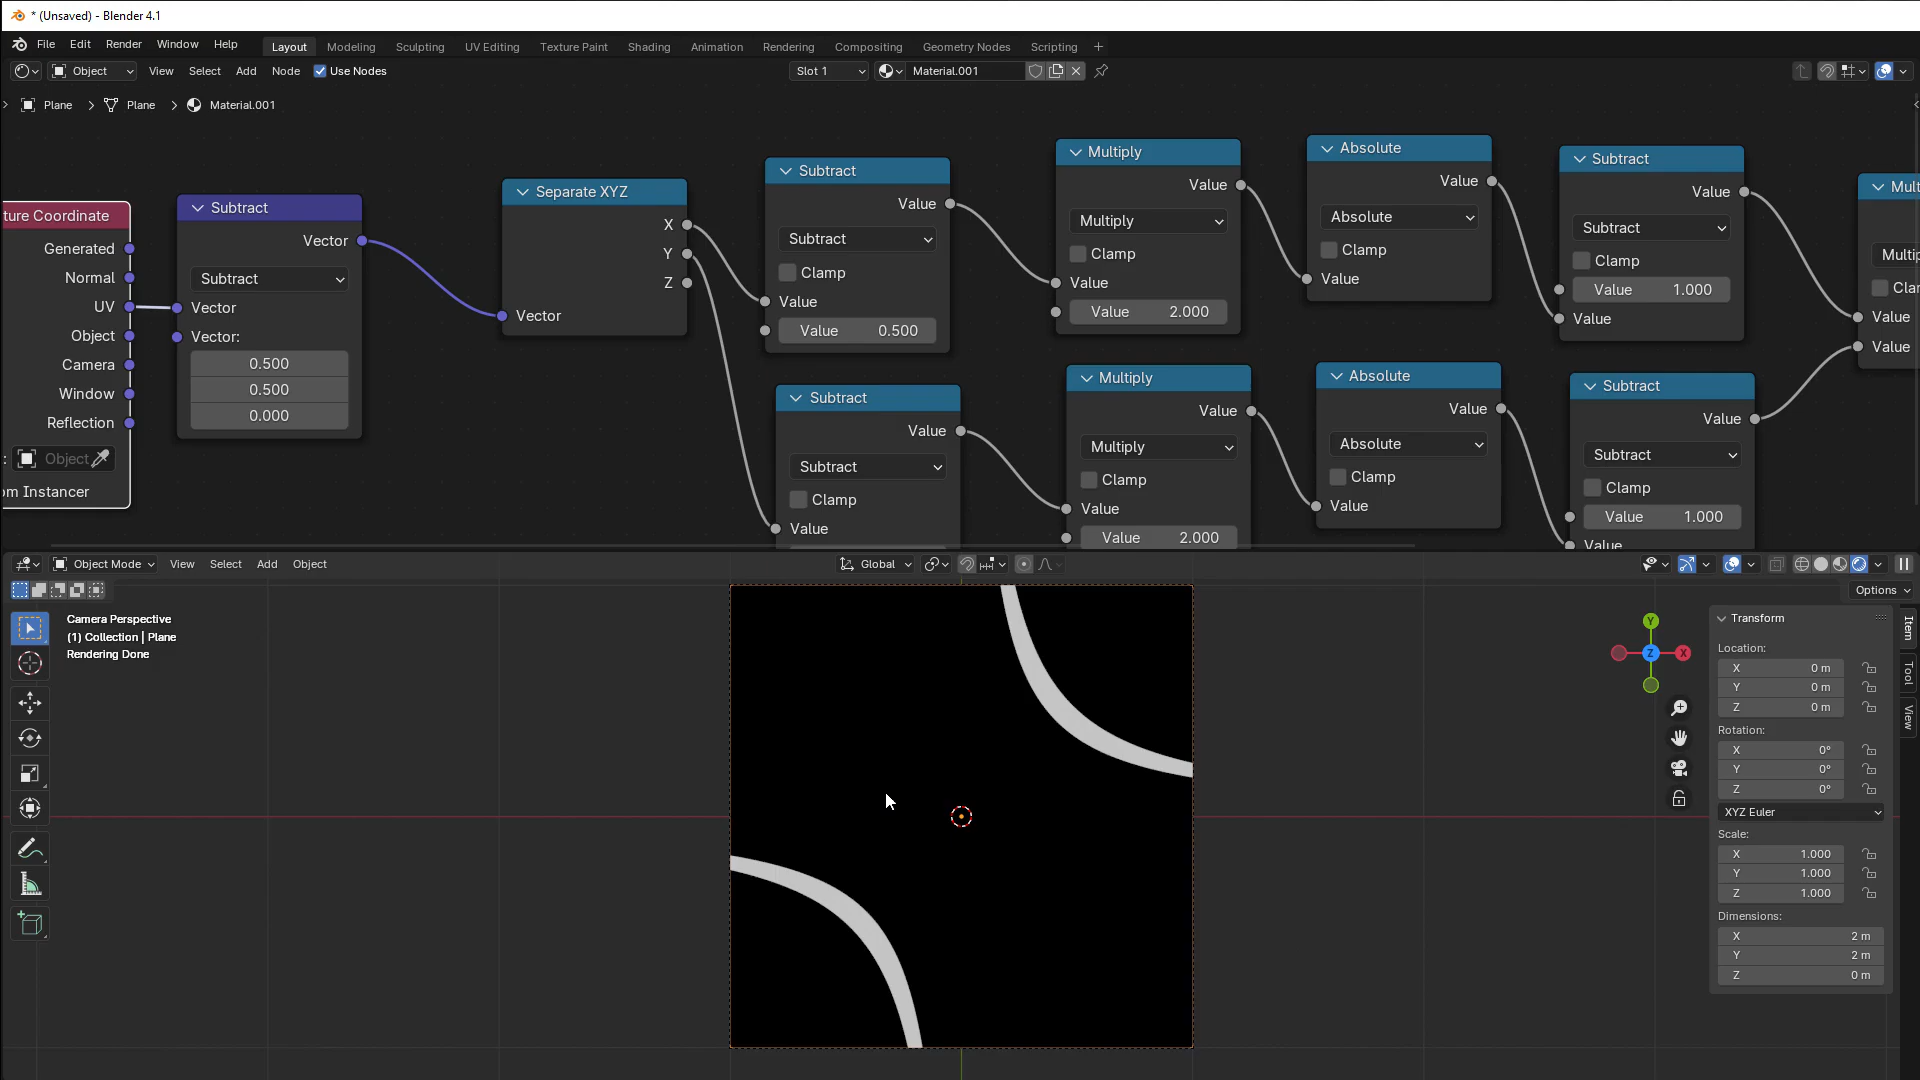 * (Unsaved) - Blender 4.1
File Edit Render Window Help Layout Modeling Sculpting UV Editing Texture Paint Shading Animation Rendering Compositing Geometry Nodes Scripting +
Object View Select Add Node Use Nodes Slot 1 Material.001
Plane Plane Material.001
ture Coordinate
Generated
Normal
UV
Object
Camera
Window
Reflection
: Object
om Instancer
Subtract
Vector
Subtract
Vector
Vector:
0.500
0.500
0.000
Separate XYZ
X
Y
Z
Vector
Subtract
Value
Subtract
Clamp
Value
Value 0.500
Multiply
Value
Multiply
Clamp
Value
Value 2.000
Absolute
Value
Absolute
Clamp
Value
Subtract
Value
Subtract
Clamp
Value 1.000
Value
Mult
Multip
Clar
Value
Value
Subtract
Value
Subtract
Clamp
Value
Multiply
Value
Multiply
Clamp
Value
Value 2.000
Absolute
Value
Absolute
Clamp
Value
Subtract
Value
Subtract
Clamp
Value 1.000
Value
Object Mode View Select Add Object Global
Options
Camera Perspective
(1) Collection | Plane
Rendering Done
Y
Z
X
Transform
Location:
X 0 m
Y 0 m
Z 0 m
Rotation:
X 0°
Y 0°
Z 0°
XYZ Euler
Scale:
X 1.000
Y 1.000
Z 1.000
Dimensions:
X 2 m
Y 2 m
Z 0 m
Item
Tool
View